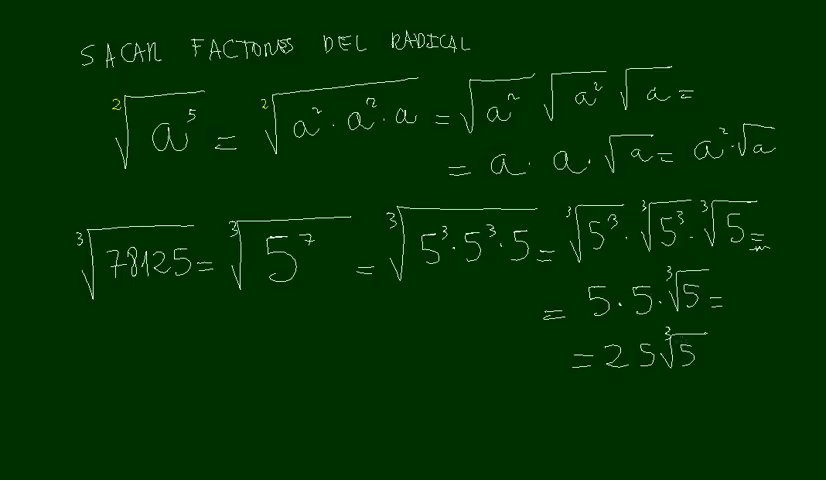 SACAR FACTORES DEL RADICAL
²√a⁵ = ²√(a²·a²·a) = √a² √a² √a =
= a · a · √a = a²·√a
³√78125 = ³√5⁷ = ³√(5³·5³·5) = ³√5³ · ³√5³ · ³√5 =
= 5 · 5 · ³√5 =
= 25 ³√5